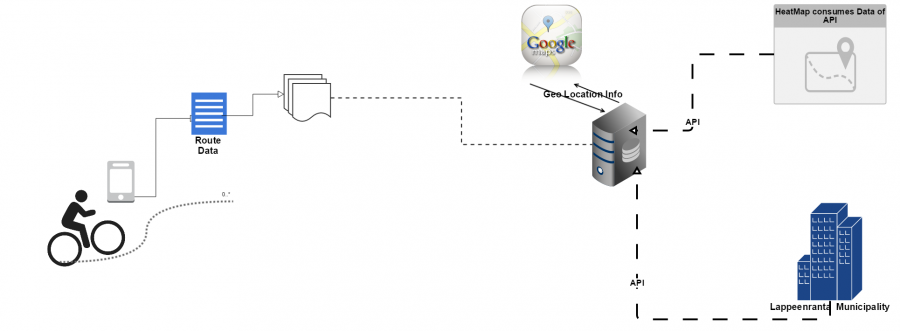 HeatMap consumes Data of
API
Google
maps
Geo Location Info
API
Route
Data
0..*
API
Lappeenranta Municipality